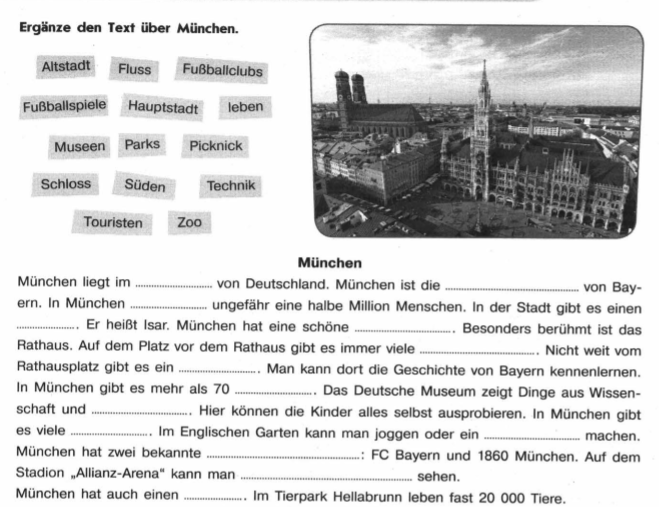 Ergänze den Text über München.
Altstadt Fluss Fußballclubs
Fußballspiele Hauptstadt leben
Museen Parks Picknick
Schloss Süden Technik
Touristen Zoo
München
München liegt im .................... von Deutschland. München ist die .................................. von Bay-
ern. In München .................... ungefähr eine halbe Million Menschen. In der Stadt gibt es einen
................. Er heißt Isar. München hat eine schöne .......................... Besonders berühmt ist das
Rathaus. Auf dem Platz vor dem Rathaus gibt es immer viele ................................ Nicht weit vom
Rathausplatz gibt es ein ...................... Man kann dort die Geschichte von Bayern kennenlernen.
In München gibt es mehr als 70 ...................... Das Deutsche Museum zeigt Dinge aus Wissen-
schaft und ........................... Hier können die Kinder alles selbst ausprobieren. In München gibt
es viele ...................... Im Englischen Garten kann man joggen oder ein .......................... machen.
München hat zwei bekannte ........................................: FC Bayern und 1860 München. Auf dem
Stadion „Allianz-Arena“ kann man ............................................. sehen.
München hat auch einen ................. Im Tierpark Hellabrunn leben fast 20 000 Tiere.